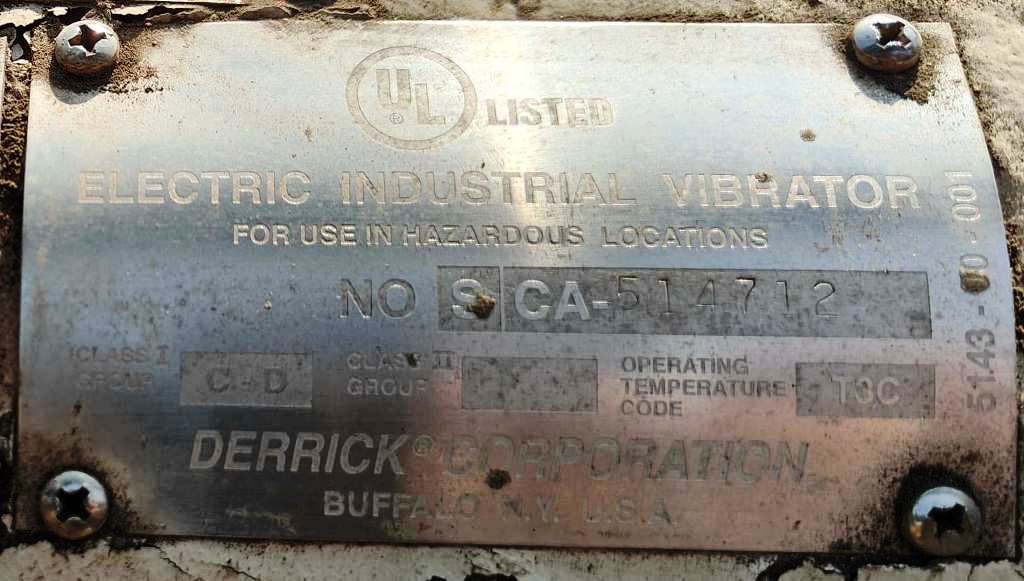 UL ® LISTED
ELECTRIC INDUSTRIAL VIBRATOR
FOR USE IN HAZARDOUS LOCATIONS
NO S CA-514712
CLASS I GROUP C-D CLASS II GROUP OPERATING TEMPERATURE CODE T3C
DERRICK® CORPORATION
BUFFALO N.Y. U.S.A.
5143-00-001